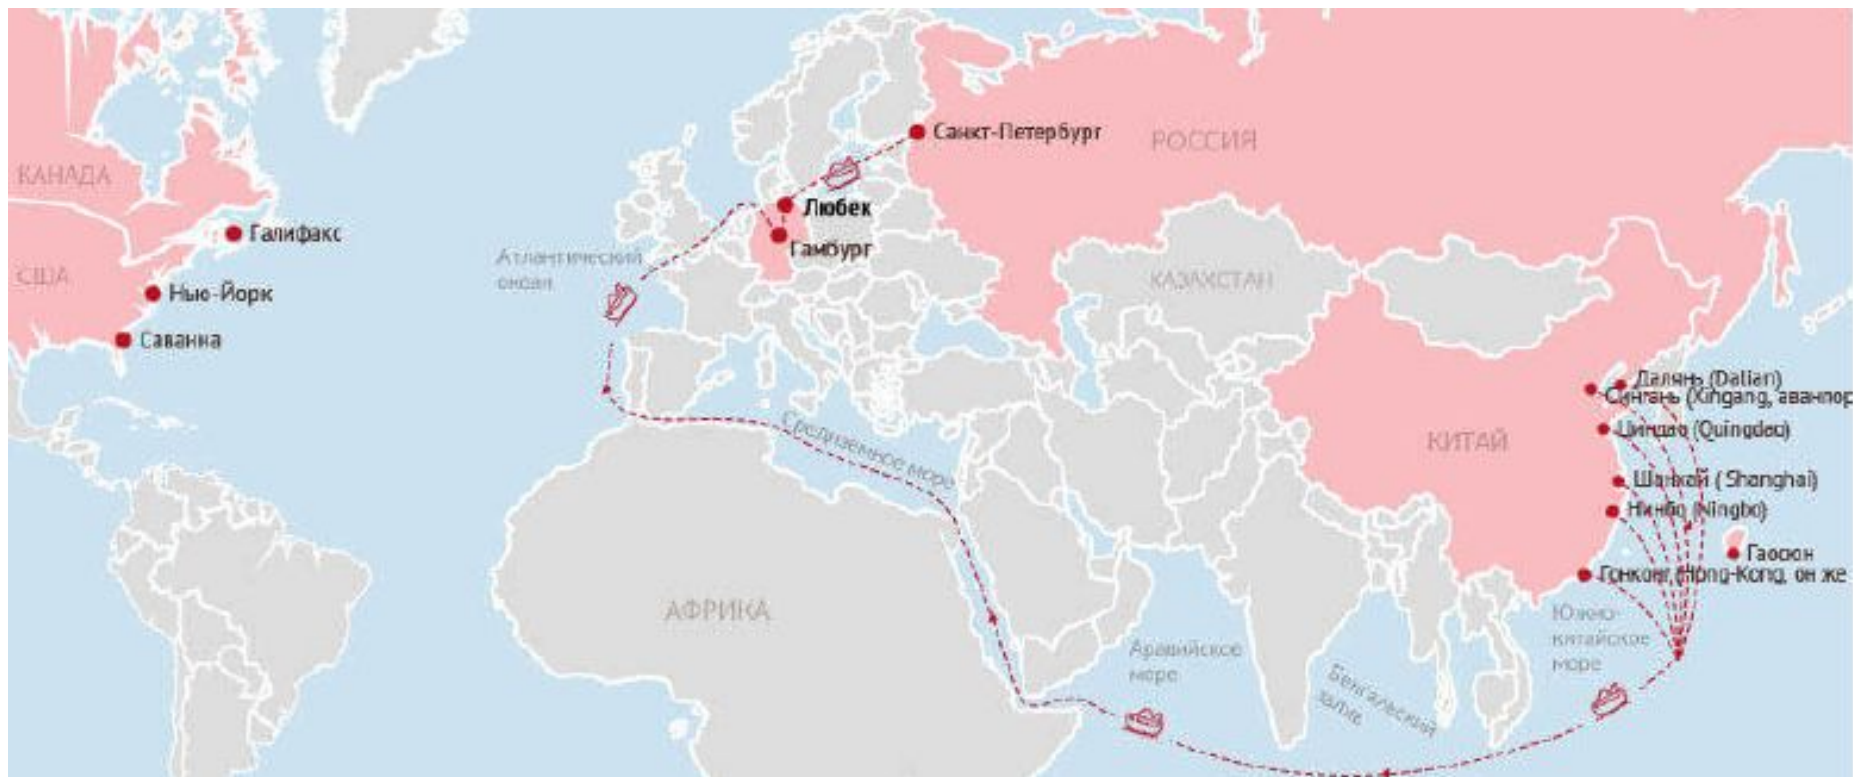 Санкт-Петербург
РОССИЯ
КАНАДА
Любек
Галифакс
Гамбург
Атлантический
океан
США
КАЗАХСТАН
Нью-Йорк
Саванна
Далянь (Dalian)
Сингань (Xingang, аванпор
Средиземное море
Циндао (Quingdao)
КИТАЙ
Шанхай ( Shanghai)
Нинбо (Ningbo)
Гаосюн
Гонконг (Hong-Kong, он же
АФРИКА
Южно-
китайское
море
Аравийское
море
Бенгальский
залив